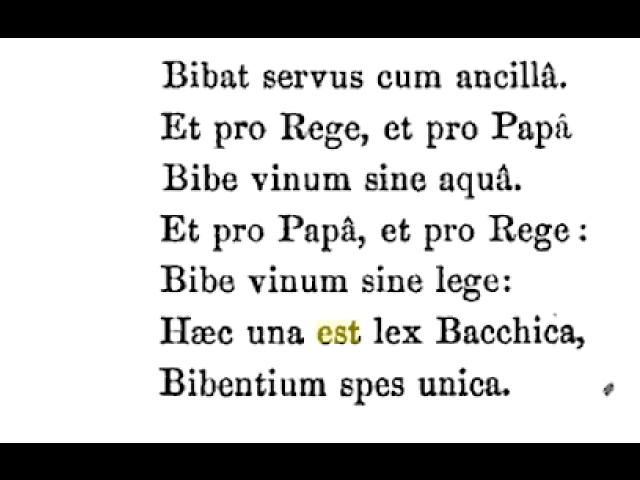 Bibat servus cum ancillâ.
Et pro Rege, et pro Papâ
Bibe vinum sine aquâ.
Et pro Papâ, et pro Rege :
Bibe vinum sine lege:
Hæc una est lex Bacchica,
Bibentium spes unica.